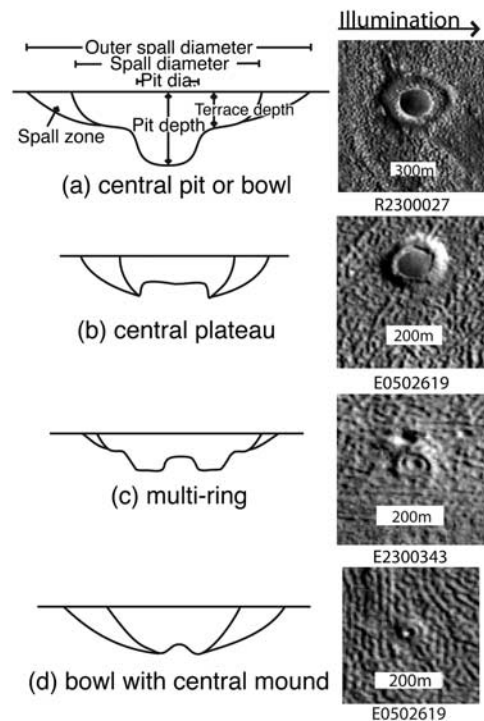 Outer spall diameter
Spall diameter
Pit dia.
Pit depth
Terrace depth
Spall zone
(a) central pit or bowl
Illumination
300m
R2300027
(b) central plateau
200m
E0502619
(c) multi-ring
200m
E2300343
(d) bowl with central mound
200m
E0502619